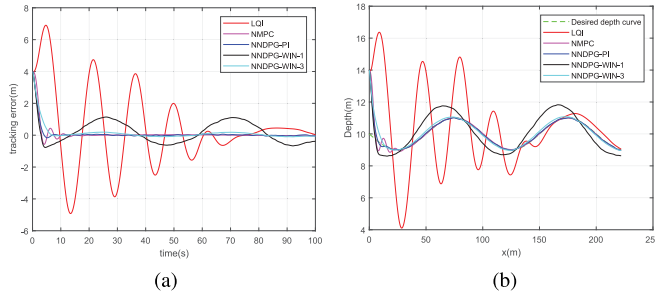 8
6
4
2
0
-2
-4
-6
0 10 20 30 40 50 60 70 80 90 100
tracking error(m)
time(s)
LQI
NMPC
NNDPG-PI
NNDPG-WIN-1
NNDPG-WIN-3
(a)
18
16
14
12
10
8
6
4
0 50 100 150 200 250
Depth(m)
x(m)
Desired depth curve
LQI
NMPC
NNDPG-PI
NNDPG-WIN-1
NNDPG-WIN-3
(b)